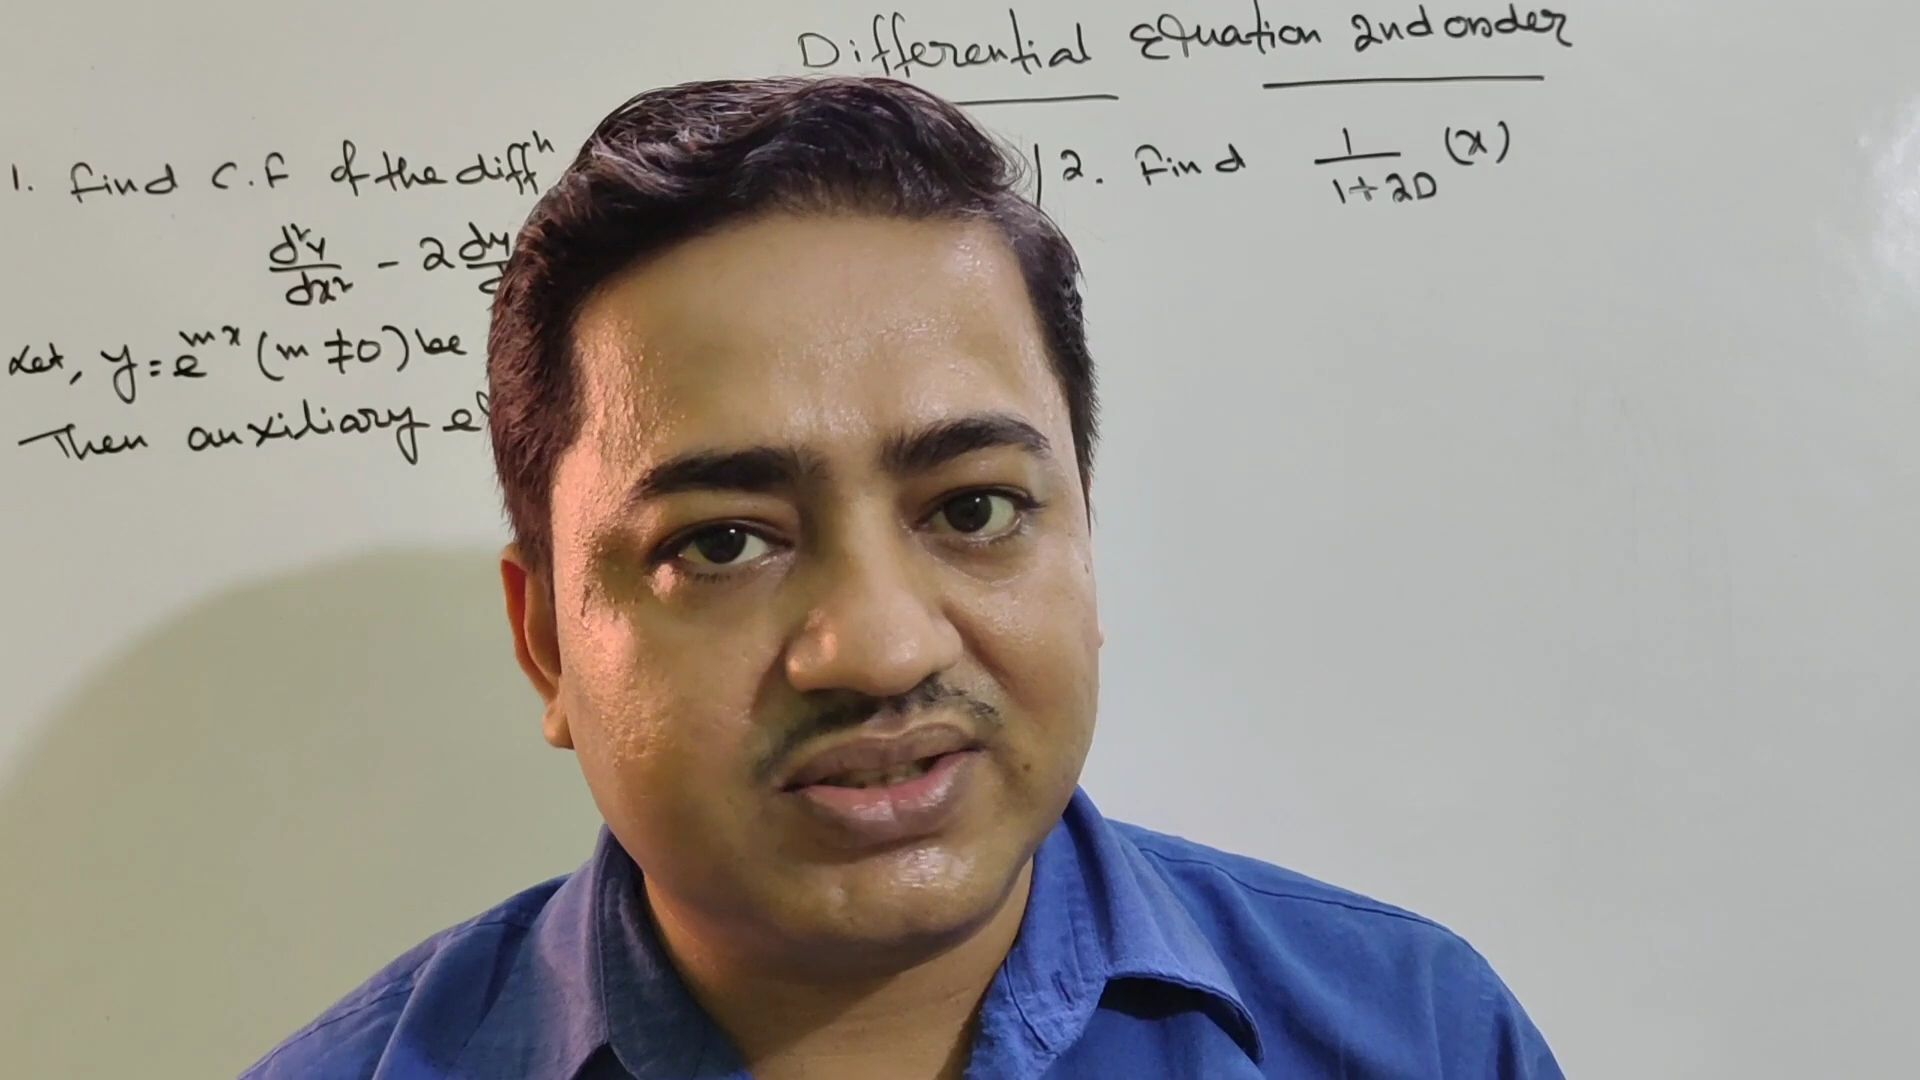 Differential Equation 2nd order
1. Find C.F of the diffⁿ
d²y/dx² - 2 dy
Let, y = e^mx (m ≠ 0) be
Then auxiliary
2. Find 1/(1+2D) (x)